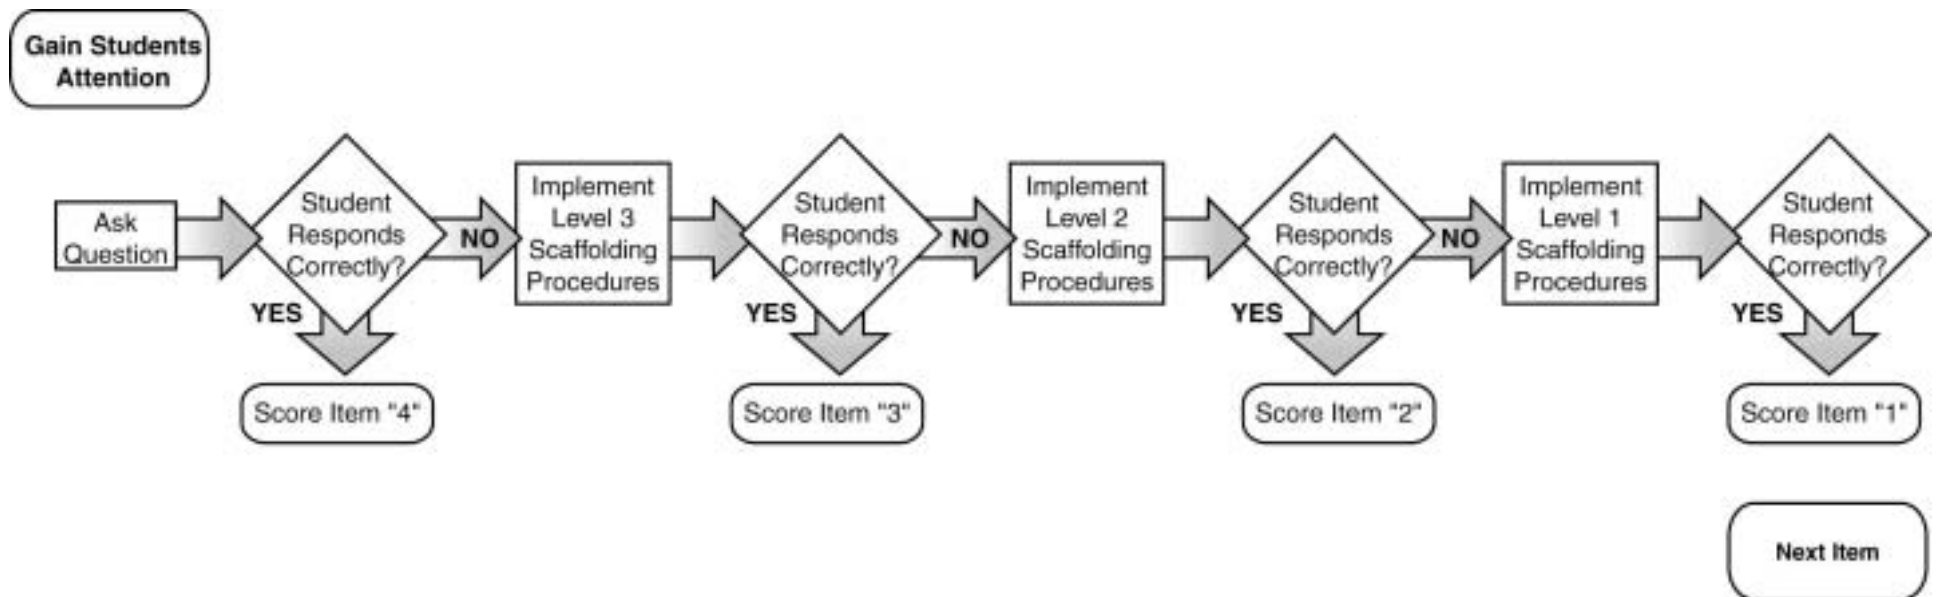 Gain Students
Attention
Ask
Question
Student
Responds
Correctly?
NO
YES
Score Item "4"
Implement
Level 3
Scaffolding
Procedures
Student
Responds
Correctly?
NO
YES
Score Item "3"
Implement
Level 2
Scaffolding
Procedures
Student
Responds
Correctly?
NO
YES
Score Item "2"
Implement
Level 1
Scaffolding
Procedures
Student
Responds
Correctly?
YES
Score Item "1"
Next Item